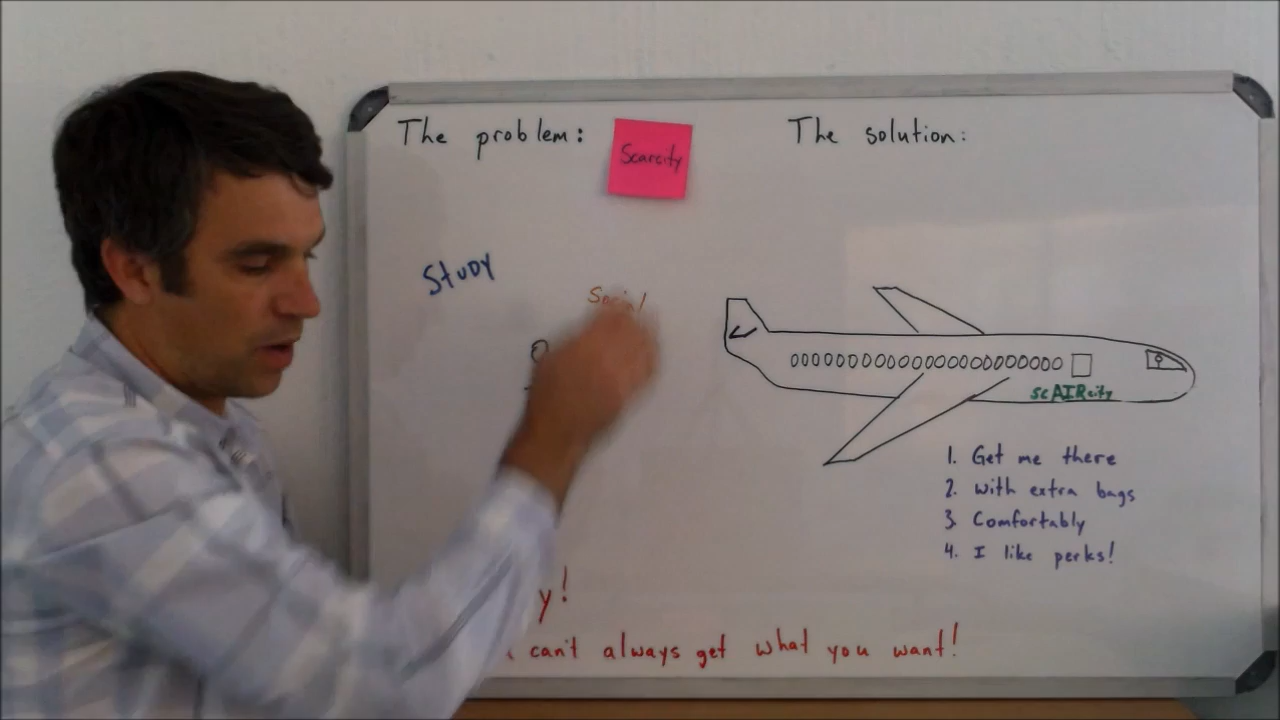 The problem:
Scarcity
The solution:
Study
scAIRcity
1. Get me there
2. with extra bags
3. Comfortably
4. I like perks!
can't always get what you want!